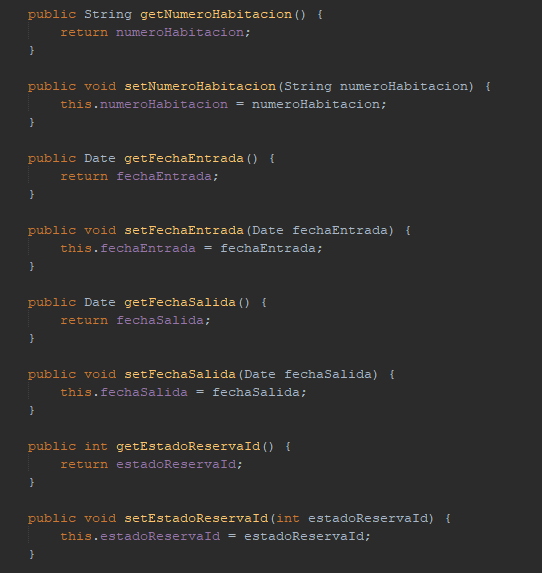 public String getNumeroHabitacion() {
return numeroHabitacion;
}
public void setNumeroHabitacion(String numeroHabitacion) {
this.numeroHabitacion = numeroHabitacion;
}
public Date getFechaEntrada() {
return fechaEntrada;
}
public void setFechaEntrada(Date fechaEntrada) {
this.fechaEntrada = fechaEntrada;
}
public Date getFechaSalida() {
return fechaSalida;
}
public void setFechaSalida(Date fechaSalida) {
this.fechaSalida = fechaSalida;
}
public int getEstadoReservaId() {
return estadoReservaId;
}
public void setEstadoReservaId(int estadoReservaId) {
this.estadoReservaId = estadoReservaId;
}